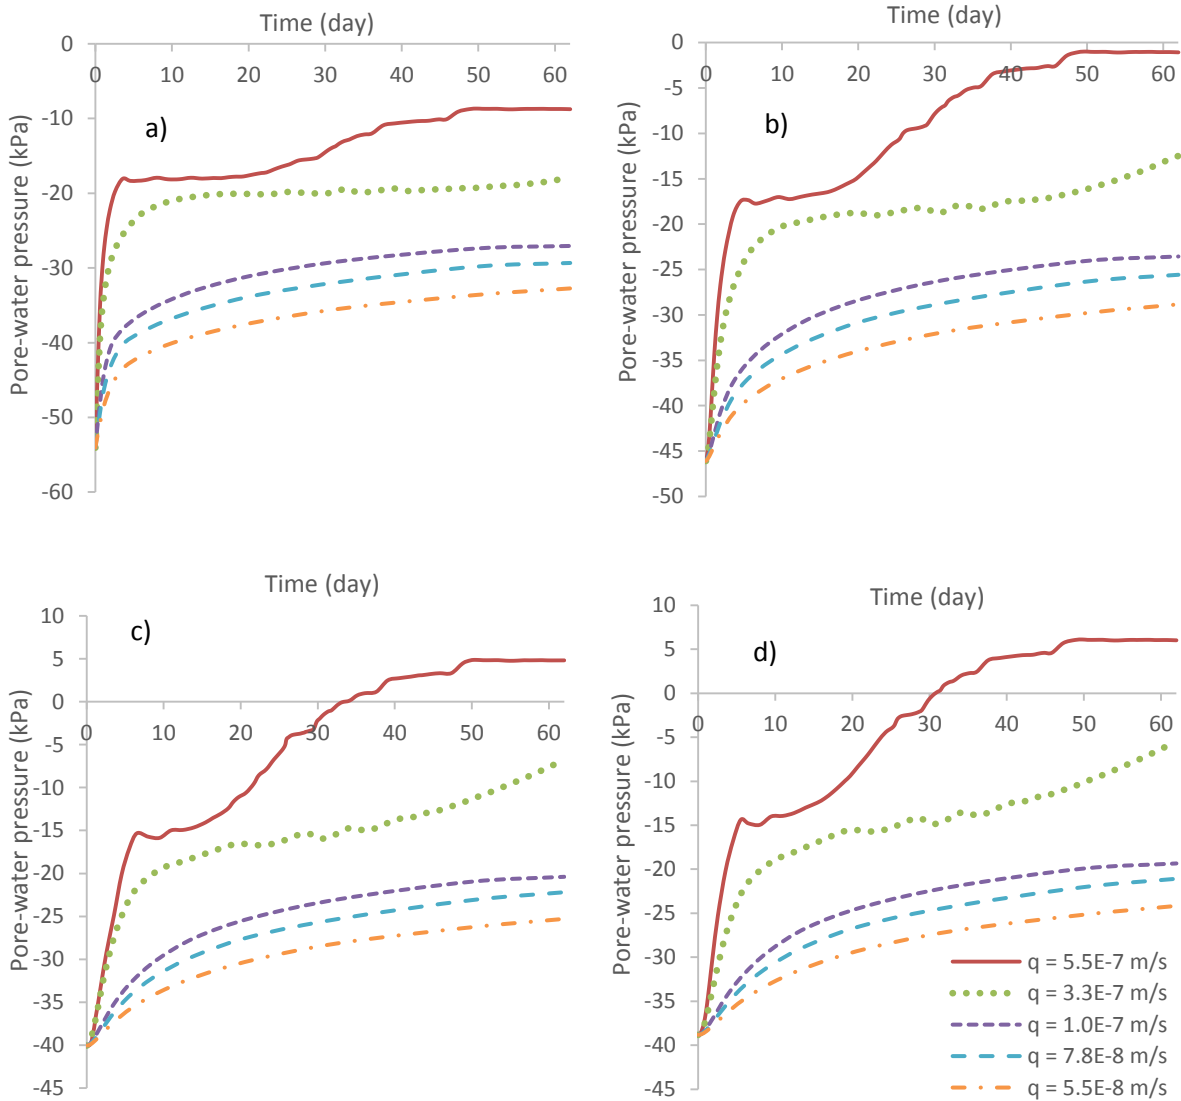 Time (day)
0
0 10 20 30 40 50 60
-10
-20
-30
-40
-50
-60
Pore-water pressure (kPa)
a)
Time (day)
0
0 10 20 30 40 50 60
-5
-10
-15
-20
-25
-30
-35
-40
-45
-50
Pore-water pressure (kPa)
b)
Time (day)
10
5
0
0 10 20 30 40 50 60
-5
-10
-15
-20
-25
-30
-35
-40
-45
Pore-water pressure (kPa)
c)
Time (day)
10
5
0
0 10 20 30 40 50 60
-5
-10
-15
-20
-25
-30
-35
-40
-45
Pore-water pressure (kPa)
d)
q = 5.5E-7 m/s
q = 3.3E-7 m/s
q = 1.0E-7 m/s
q = 7.8E-8 m/s
q = 5.5E-8 m/s